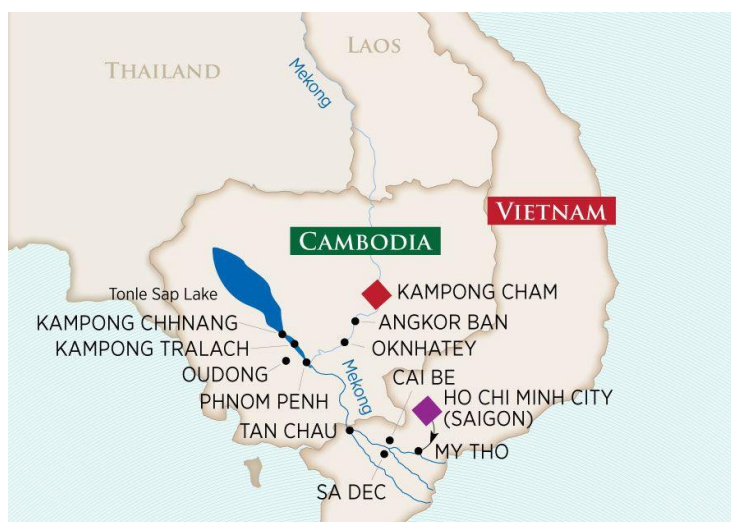 LAOS
THAILAND
Mekong
VIETNAM
CAMBODIA
Tonle Sap Lake
KAMPONG CHAM
KAMPONG CHHNANG
ANGKOR BAN
KAMPONG TRALACH
OKNHATEY
OUDONG
CAI BE
PHNOM PENH
Mekong
HO CHI MINH CITY
(SAIGON)
TAN CHAU
MY THO
SA DEC